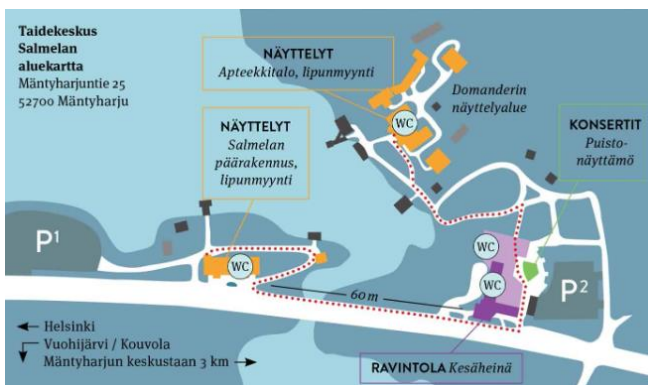 Taidekeskus
Salmelan
aluekartta
Mäntyharjuntie 25
52700 Mäntyharju
NÄYTTELYT
Apteekkitalo, lipunmyynti
Domanderin
näyttelyalue
WC
KONSERTIT
Puisto-
näyttämö
NÄYTTELYT
Salmelan
päärakennus,
lipunmyynti
P¹
WC
WC
WC
P²
60 m
Helsinki
Vuohijärvi / Kouvola
Mäntyharjun keskustaan 3 km
RAVINTOLA Kesäheinä